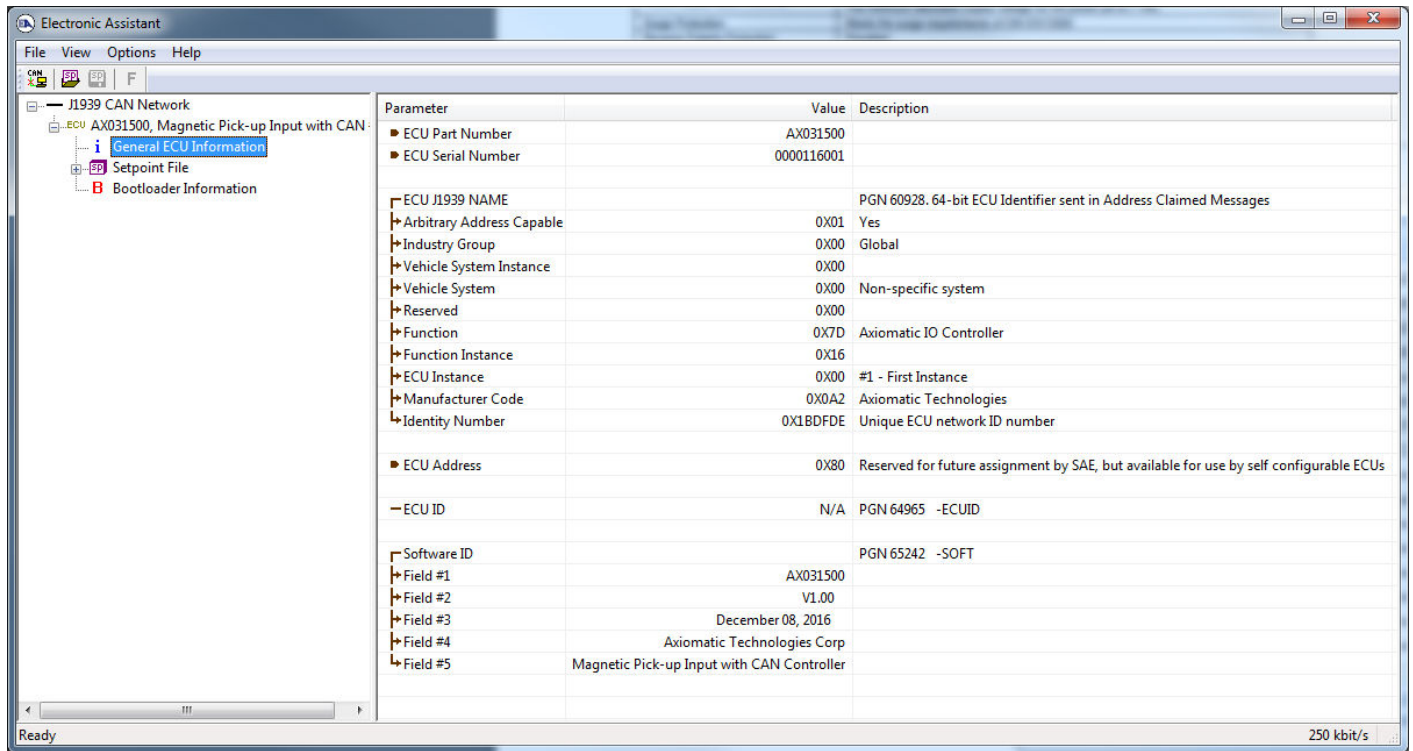 EA Electronic Assistant
File View Options Help
CAN SP SP F
J1939 CAN Network
ECU AX031500, Magnetic Pick-up Input with CAN
i General ECU Information
SP Setpoint File
B Bootloader Information
Parameter Value Description
ECU Part Number AX031500
ECU Serial Number 0000116001
ECU J1939 NAME PGN 60928. 64-bit ECU Identifier sent in Address Claimed Messages
Arbitrary Address Capable 0X01 Yes
Industry Group 0X00 Global
Vehicle System Instance 0X00
Vehicle System 0X00 Non-specific system
Reserved 0X00
Function 0X7D Axiomatic IO Controller
Function Instance 0X16
ECU Instance 0X00 #1 - First Instance
Manufacturer Code 0X0A2 Axiomatic Technologies
Identity Number 0X1BDFDE Unique ECU network ID number
ECU Address 0X80 Reserved for future assignment by SAE, but available for use by self configurable ECUs
ECU ID N/A PGN 64965 -ECUID
Software ID PGN 65242 -SOFT
Field #1 AX031500
Field #2 V1.00
Field #3 December 08, 2016
Field #4 Axiomatic Technologies Corp
Field #5 Magnetic Pick-up Input with CAN Controller
Ready 250 kbit/s